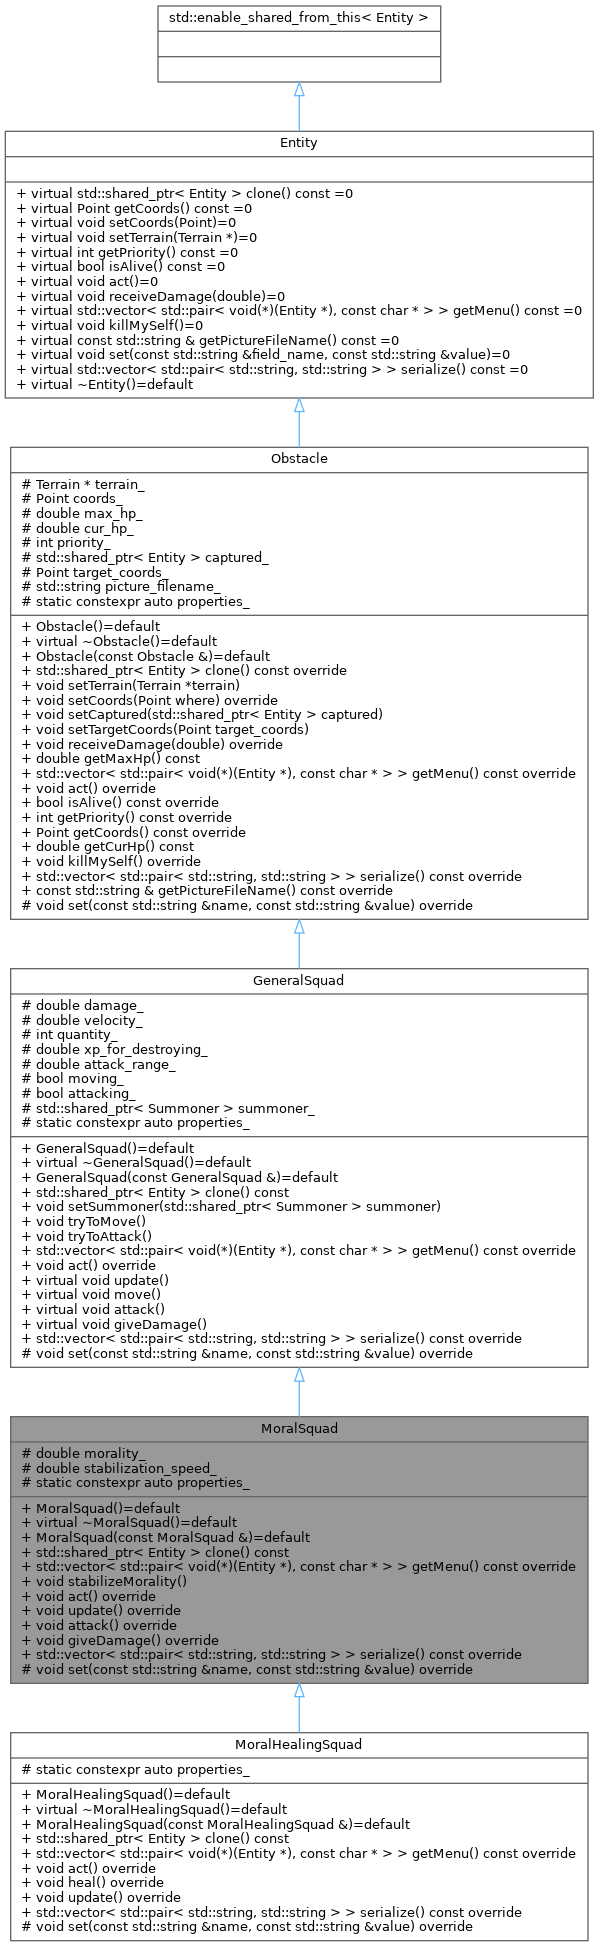 std::enable_shared_from_this< Entity >
Entity
+ virtual std::shared_ptr< Entity > clone() const =0
+ virtual Point getCoords() const =0
+ virtual void setCoords(Point)=0
+ virtual void setTerrain(Terrain *)=0
+ virtual int getPriority() const =0
+ virtual bool isAlive() const =0
+ virtual void act()=0
+ virtual void receiveDamage(double)=0
+ virtual std::vector< std::pair< void(*)(Entity *), const char * > > getMenu() const =0
+ virtual void killMySelf()=0
+ virtual const std::string & getPictureFileName() const =0
+ virtual void set(const std::string &field_name, const std::string &value)=0
+ virtual std::vector< std::pair< std::string, std::string > > serialize() const =0
+ virtual ~Entity()=default
Obstacle
# Terrain * terrain_
# Point coords_
# double max_hp_
# double cur_hp_
# int priority_
# std::shared_ptr< Entity > captured_
# Point target_coords_
# std::string picture_filename_
# static constexpr auto properties_
+ Obstacle()=default
+ virtual ~Obstacle()=default
+ Obstacle(const Obstacle &)=default
+ std::shared_ptr< Entity > clone() const override
+ void setTerrain(Terrain *terrain)
+ void setCoords(Point where) override
+ void setCaptured(std::shared_ptr< Entity > captured)
+ void setTargetCoords(Point target_coords)
+ void receiveDamage(double) override
+ double getMaxHp() const
+ std::vector< std::pair< void(*)(Entity *), const char * > > getMenu() const override
+ void act() override
+ bool isAlive() const override
+ int getPriority() const override
+ Point getCoords() const override
+ double getCurHp() const
+ void killMySelf() override
+ std::vector< std::pair< std::string, std::string > > serialize() const override
+ const std::string & getPictureFileName() const override
# void set(const std::string &name, const std::string &value) override
GeneralSquad
# double damage_
# double velocity_
# int quantity_
# double xp_for_destroying_
# double attack_range_
# bool moving_
# bool attacking_
# std::shared_ptr< Summoner > summoner_
# static constexpr auto properties_
+ GeneralSquad()=default
+ virtual ~GeneralSquad()=default
+ GeneralSquad(const GeneralSquad &)=default
+ std::shared_ptr< Entity > clone() const
+ void setSummoner(std::shared_ptr< Summoner > summoner)
+ void tryToMove()
+ void tryToAttack()
+ std::vector< std::pair< void(*)(Entity *), const char * > > getMenu() const override
+ void act() override
+ virtual void update()
+ virtual void move()
+ virtual void attack()
+ virtual void giveDamage()
+ std::vector< std::pair< std::string, std::string > > serialize() const override
# void set(const std::string &name, const std::string &value) override
MoralSquad
# double morality_
# double stabilization_speed_
# static constexpr auto properties_
+ MoralSquad()=default
+ virtual ~MoralSquad()=default
+ MoralSquad(const MoralSquad &)=default
+ std::shared_ptr< Entity > clone() const
+ std::vector< std::pair< void(*)(Entity *), const char * > > getMenu() const override
+ void stabilizeMorality()
+ void act() override
+ void update() override
+ void attack() override
+ void giveDamage() override
+ std::vector< std::pair< std::string, std::string > > serialize() const override
# void set(const std::string &name, const std::string &value) override
MoralHealingSquad
# static constexpr auto properties_
+ MoralHealingSquad()=default
+ virtual ~MoralHealingSquad()=default
+ MoralHealingSquad(const MoralHealingSquad &)=default
+ std::shared_ptr< Entity > clone() const
+ std::vector< std::pair< void(*)(Entity *), const char * > > getMenu() const override
+ void act() override
+ void heal() override
+ void update() override
+ std::vector< std::pair< std::string, std::string > > serialize() const override
# void set(const std::string &name, const std::string &value) override